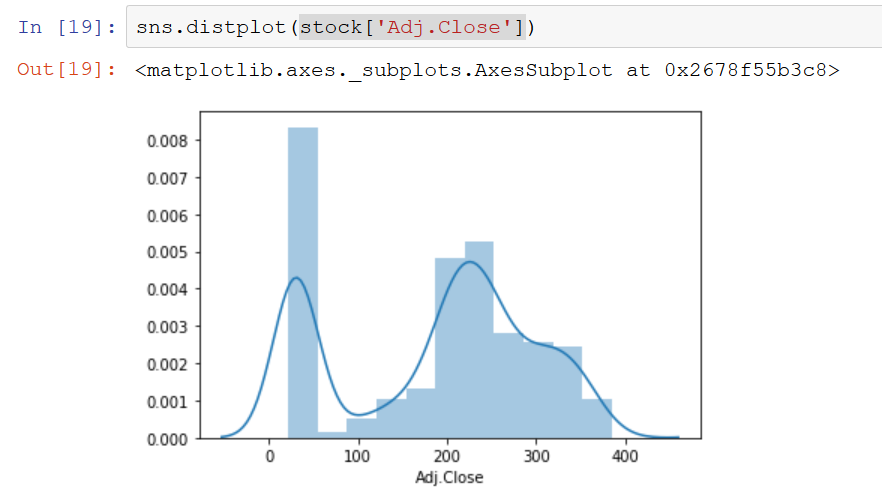 In [19]: sns.distplot(stock['Adj.Close'])
Out[19]: <matplotlib.axes._subplots.AxesSubplot at 0x2678f55b3c8>
0.008
0.007
0.006
0.005
0.004
0.003
0.002
0.001
0.000
0 100 200 300 400
Adj.Close